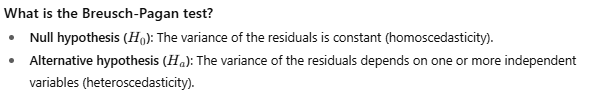 What is the Breusch-Pagan test?
• Null hypothesis (H₀): The variance of the residuals is constant (homoscedasticity).
• Alternative hypothesis (Hₐ): The variance of the residuals depends on one or more independent
variables (heteroscedasticity).